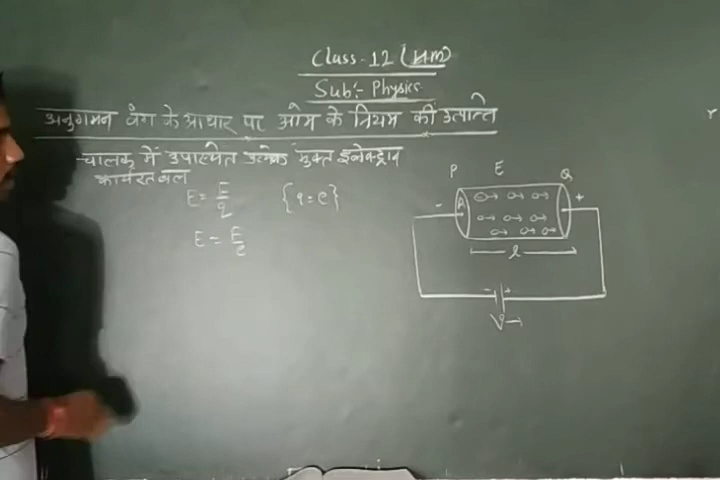 Class-12 (H.M)
Sub:- Physics
अनुगमन वेग के आधार पर ओम के नियम की उत्पत्ति
चालक में उपस्थित प्रत्येक मुक्त इलेक्ट्रॉन
कार्यरत बल
E = E/q {q = e}
E = E/e
P E Q
- A +
l
- +
V